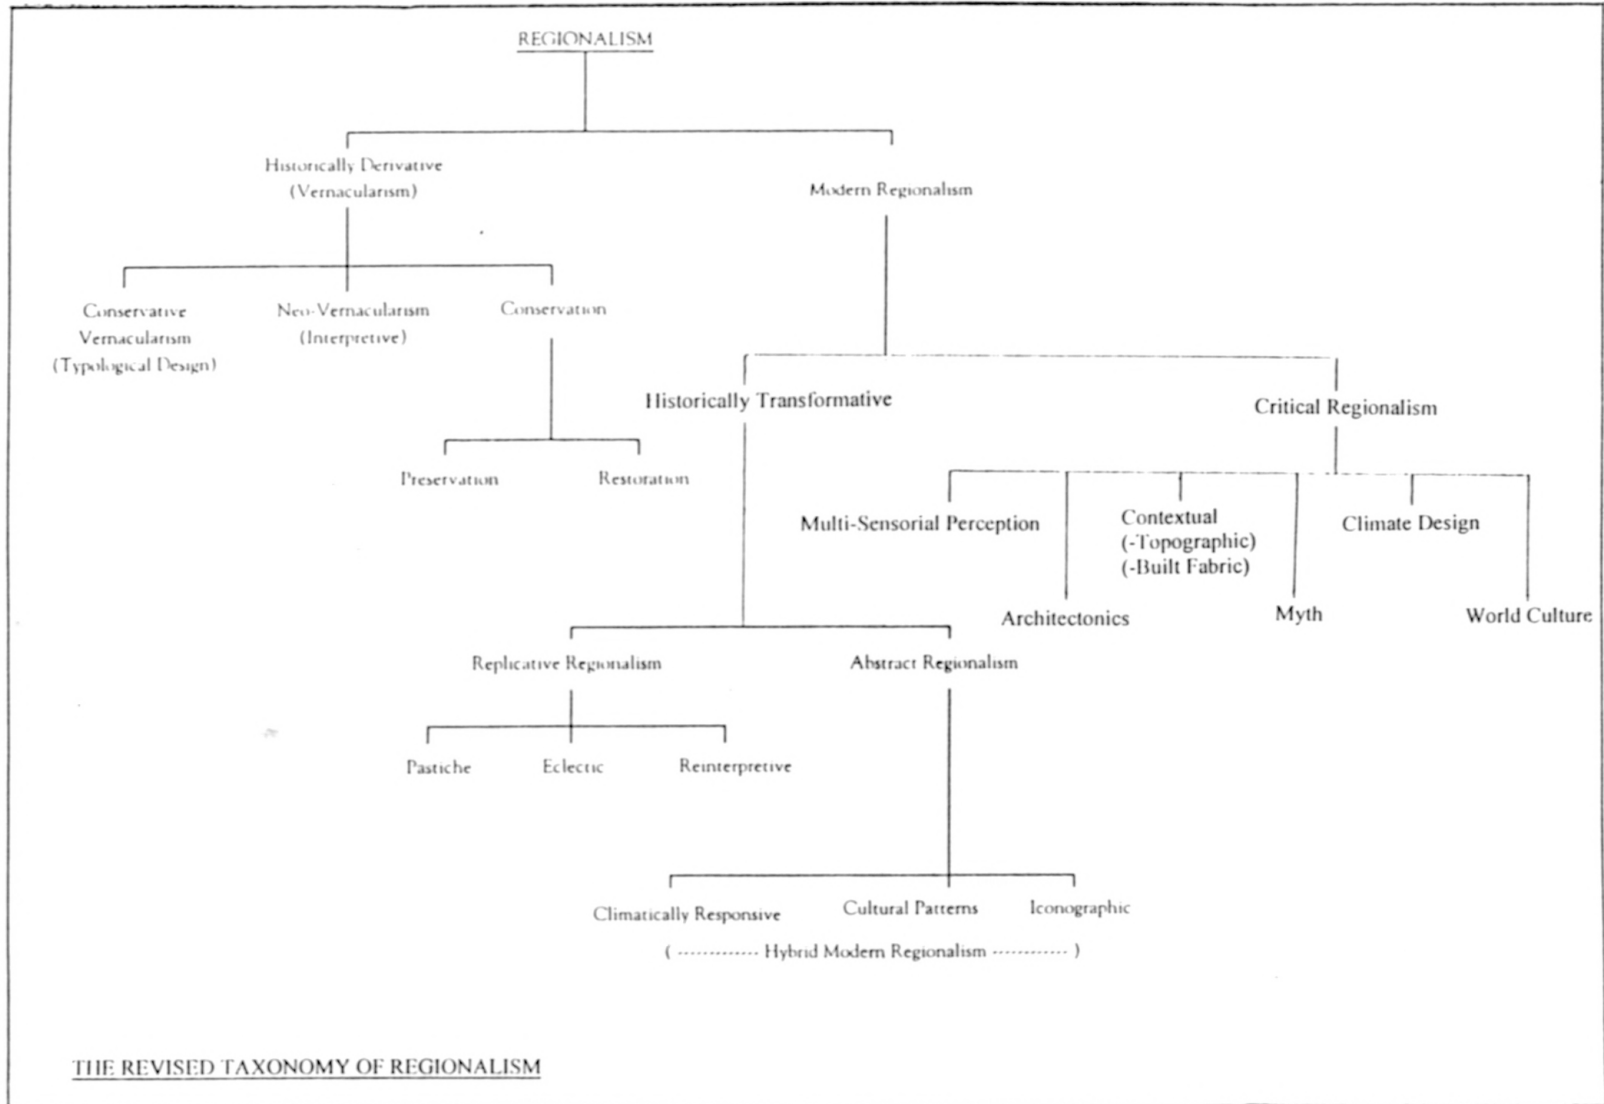 REGIONALISM
Historically Derivative
(Vernacularism)
Modern Regionalism
Conservative
Vernacularism
(Typological Design)
Neo-Vernacularism
(Interpretive)
Conservation
Historically Transformative
Critical Regionalism
Preservation
Restoration
Multi-Sensorial Perception
Contextual
(-Topographic)
(-Built Fabric)
Climate Design
Architectonics
Myth
World Culture
Replicative Regionalism
Abstract Regionalism
Pastiche
Eclectic
Reinterpretive
Climatically Responsive
Cultural Patterns
Iconographic
( ------------- Hybrid Modern Regionalism ------------ )
THE REVISED TAXONOMY OF REGIONALISM